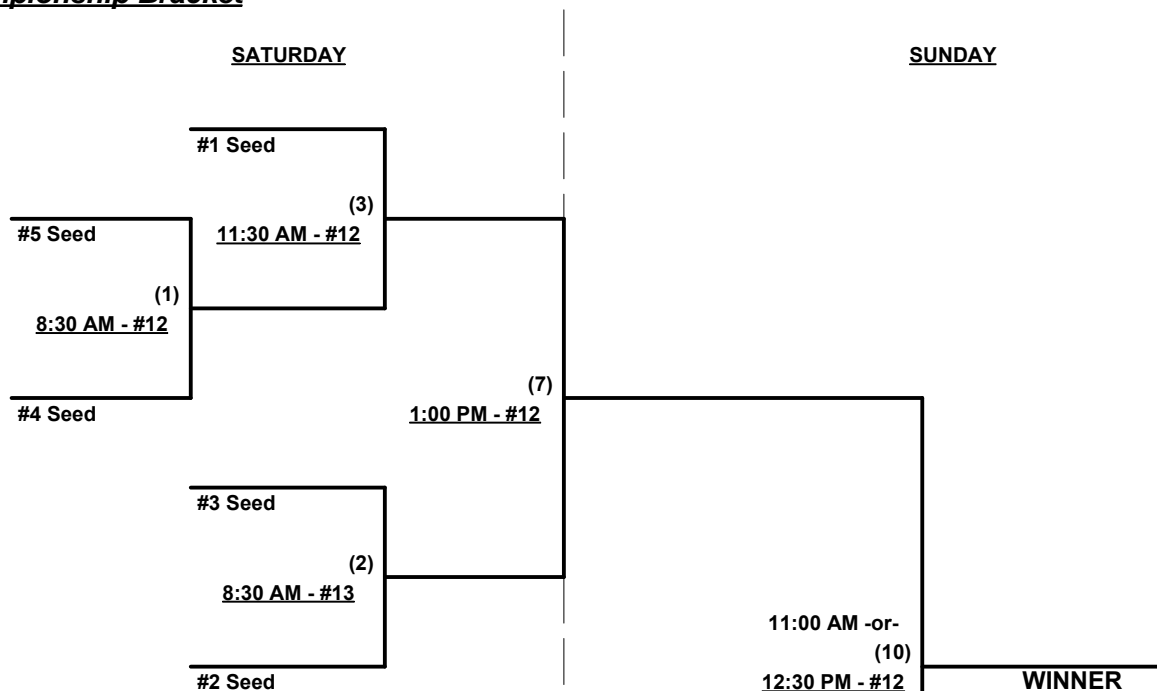 SATURDAY SUNDAY
#1 Seed
(3)
#5 Seed 11:30 AM - #12
(1)
8:30 AM - #12
(7)
#4 Seed 1:00 PM - #12
#3 Seed
(2)
8:30 AM - #13
11:00 AM -or-
(10)
#2 Seed 12:30 PM - #12 WINNER